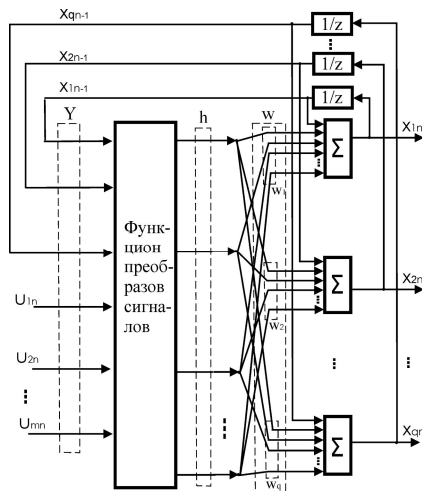 Xqn-1
1/z
X2n-1
1/z
X1n-1
1/z
Y
h
w
X1n
Σ
w1
Функ-
цион
преоб-
разов
сигна-
лов
U1n
X2n
Σ
w2
U2n
Umn
Xqn
Σ
wq